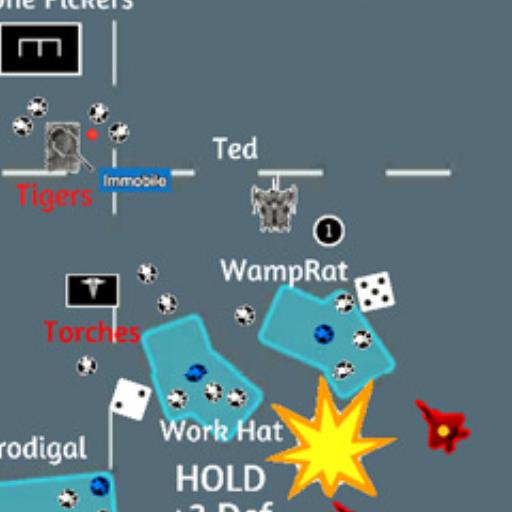 Ted
Immobile
Tigers
1
WampRat
Torches
Work Hat
HOLD